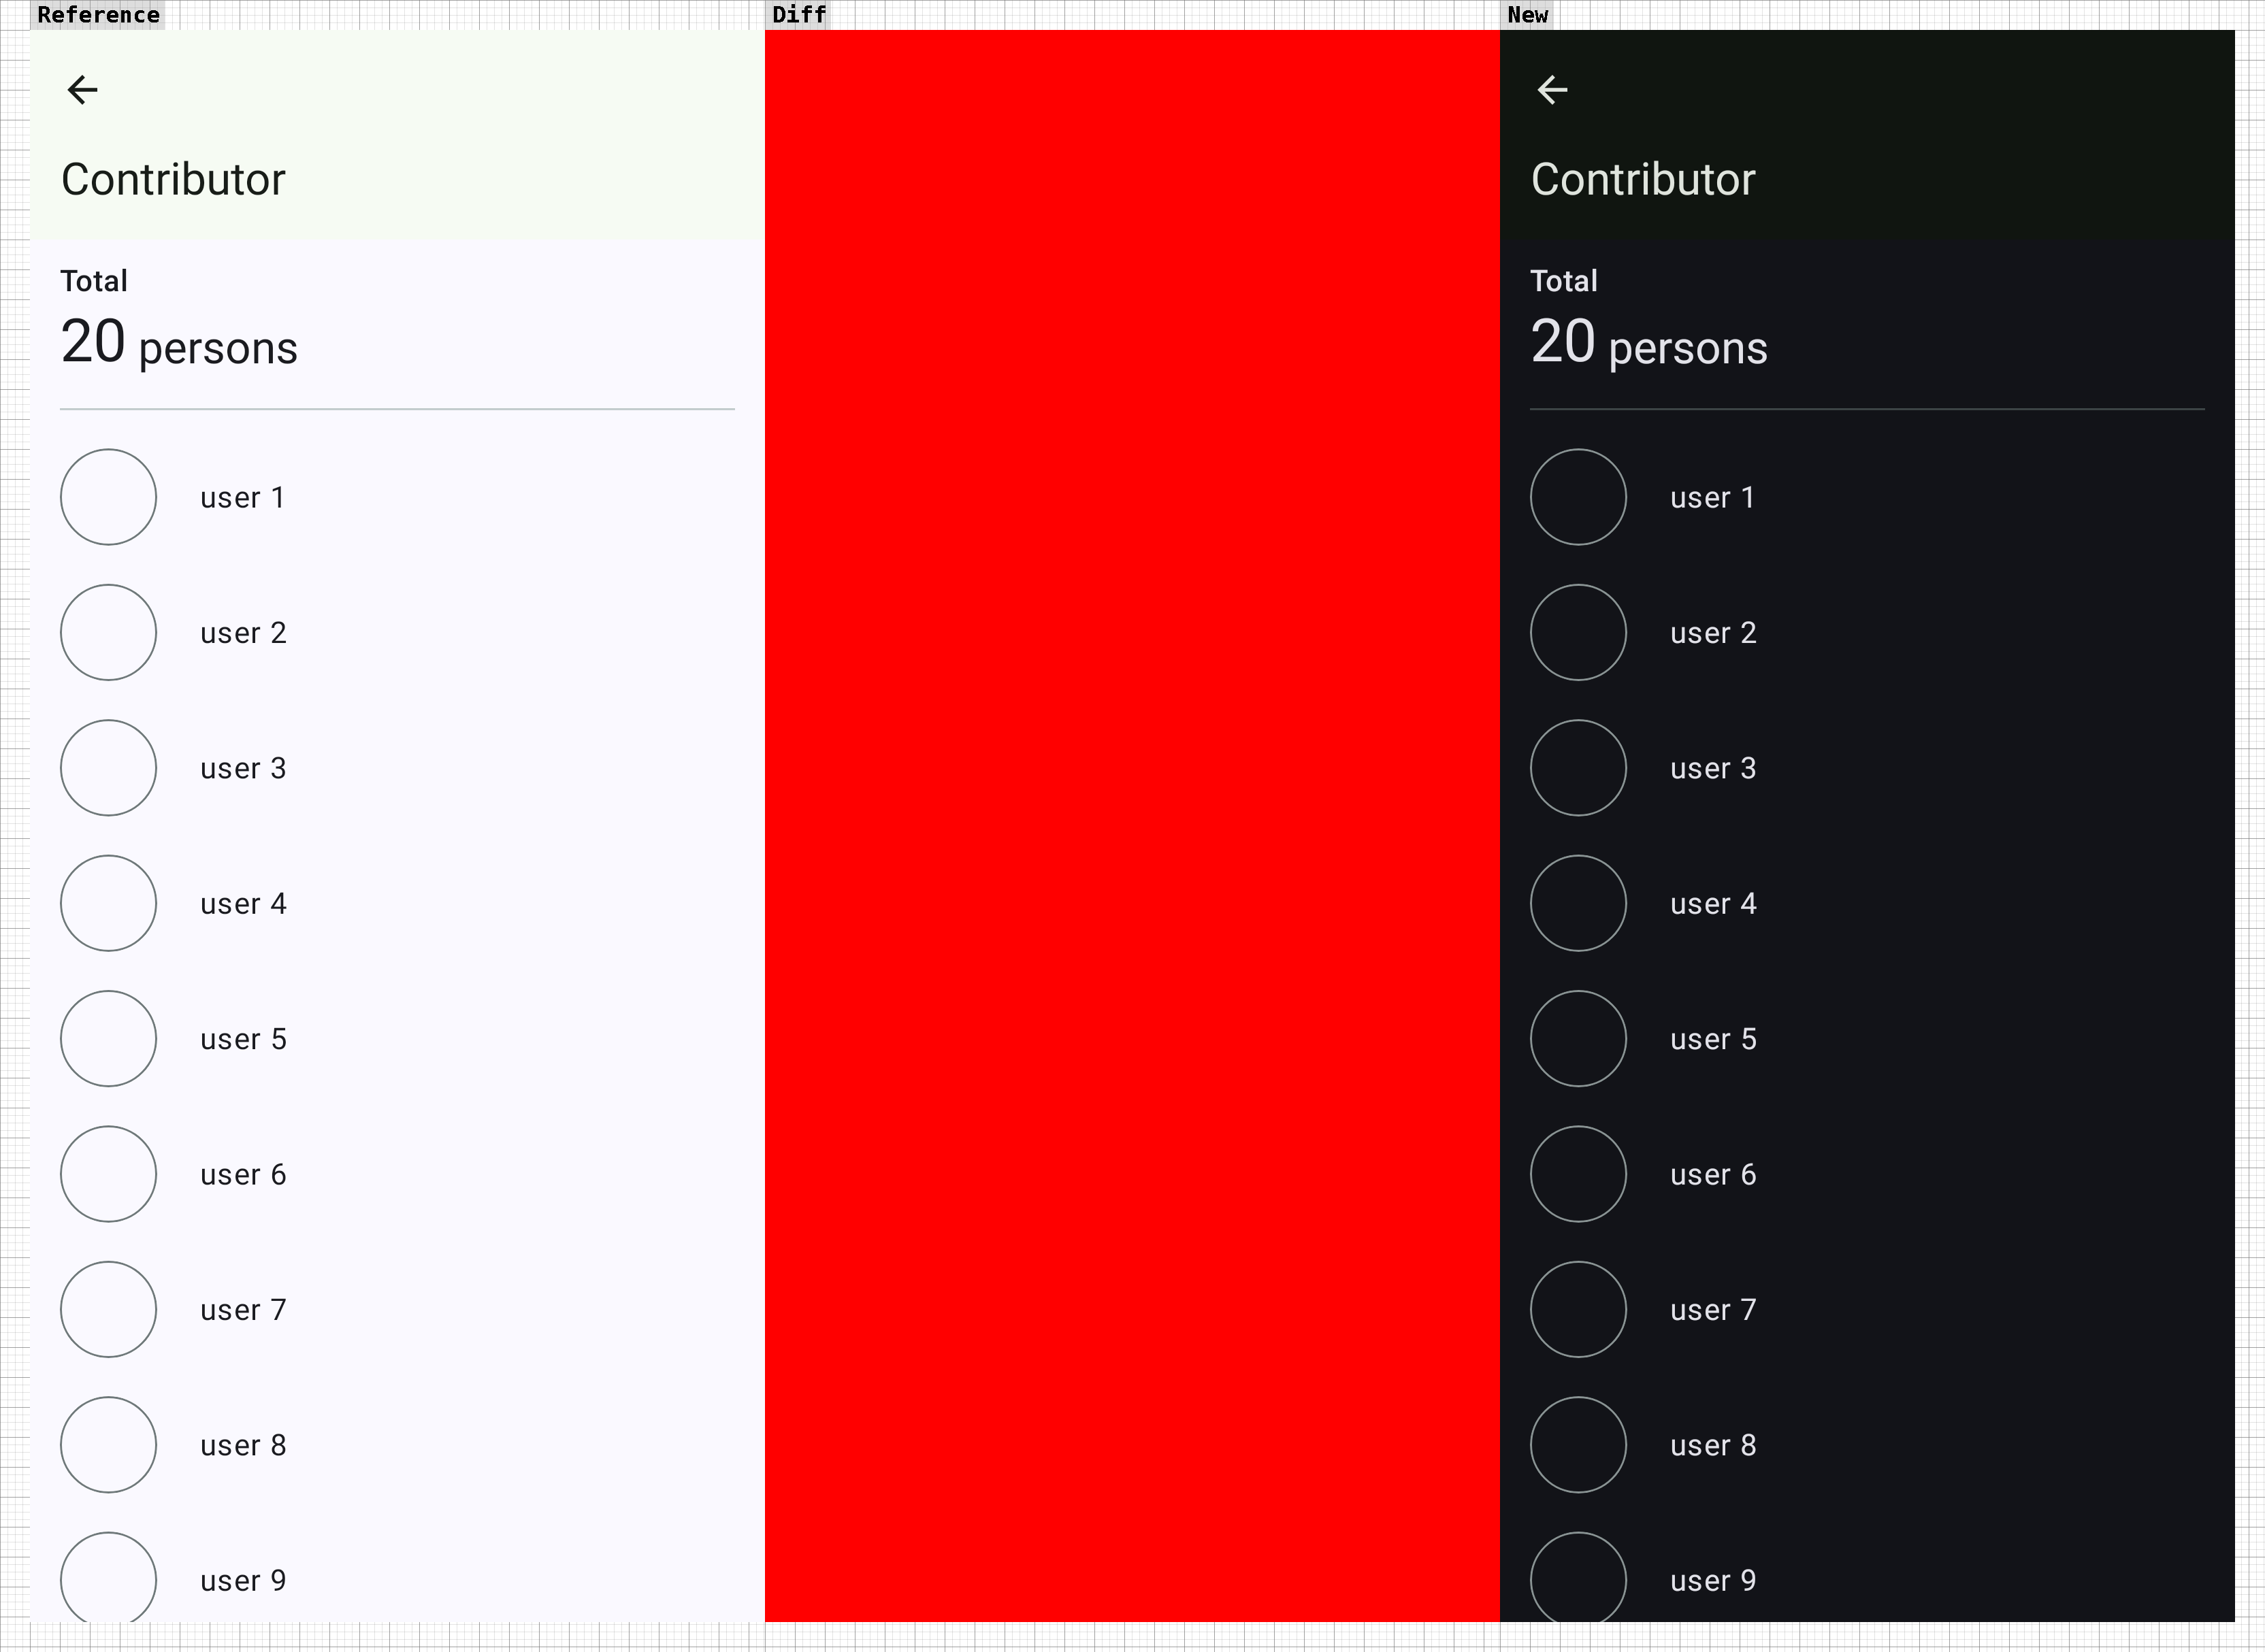 Reference
Contributor
Total
20 persons
user 1
user 2
user 3
user 4
user 5
user 6
user 7
user 8
user 9
Diff
New
Contributor
Total
20 persons
user 1
user 2
user 3
user 4
user 5
user 6
user 7
user 8
user 9